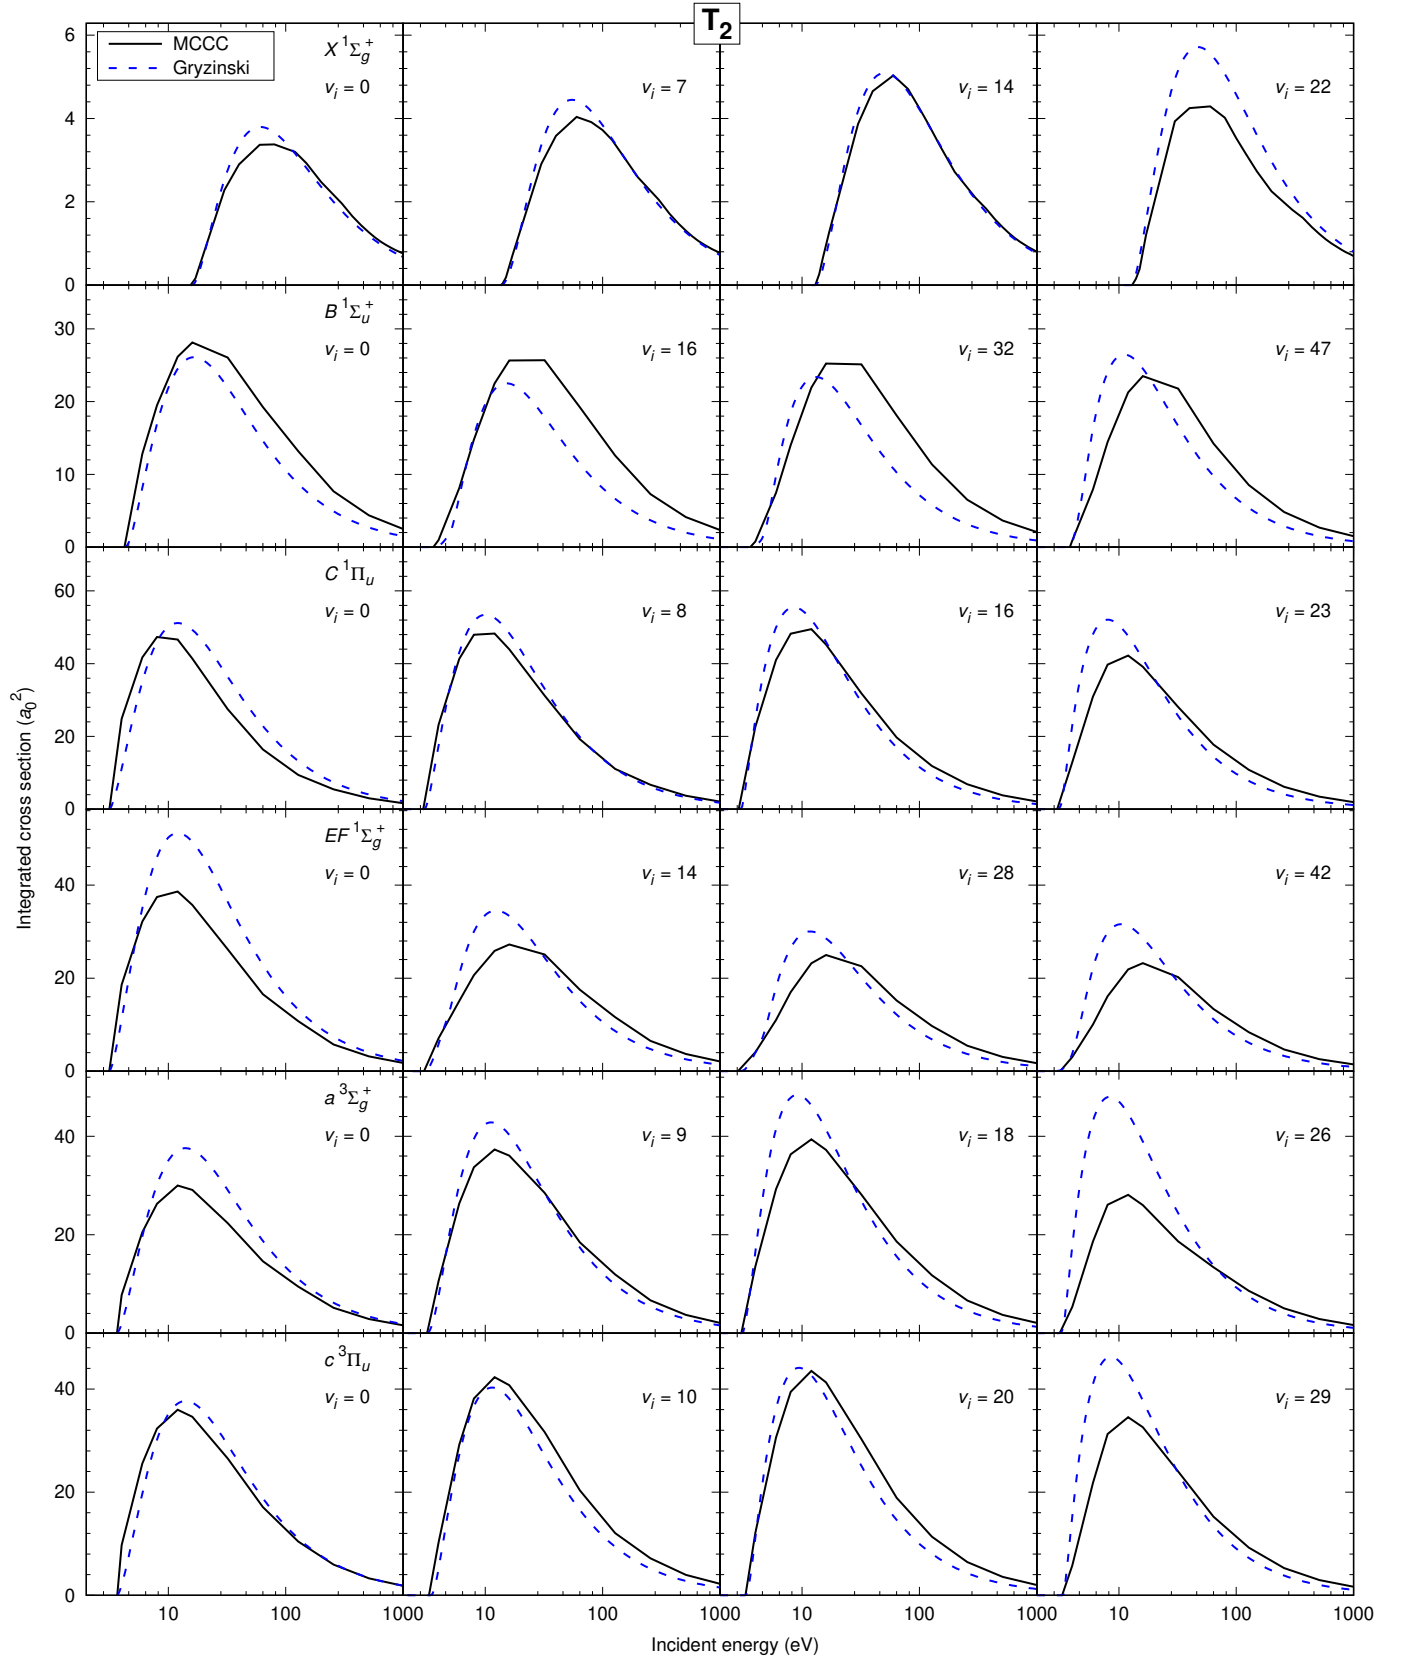 T₂
MCCC
Gryzinski
X ¹Σg⁺
vᵢ = 0
vᵢ = 7
vᵢ = 14
vᵢ = 22
6
4
2
0
B ¹Σu⁺
vᵢ = 0
vᵢ = 16
vᵢ = 32
vᵢ = 47
30
20
10
0
C ¹Πu
vᵢ = 0
vᵢ = 8
vᵢ = 16
vᵢ = 23
60
40
20
0
Integrated cross section (a₀²)
EF ¹Σg⁺
vᵢ = 0
vᵢ = 14
vᵢ = 28
vᵢ = 42
40
20
0
a ³Σg⁺
vᵢ = 0
vᵢ = 9
vᵢ = 18
vᵢ = 26
40
20
0
c ³Πu
vᵢ = 0
vᵢ = 10
vᵢ = 20
vᵢ = 29
40
20
0
10 100 1000 10 100 1000 10 100 1000 10 100 1000
Incident energy (eV)